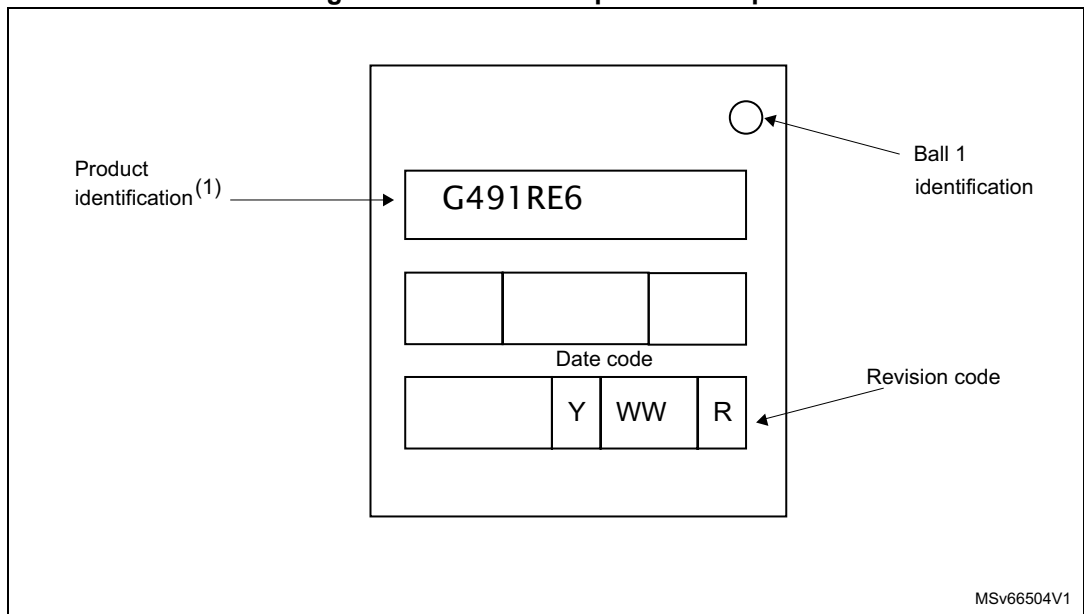 Product
identification(1)
G491RE6
Ball 1
identification
Date code
Y WW R
Revision code
MSv66504V1